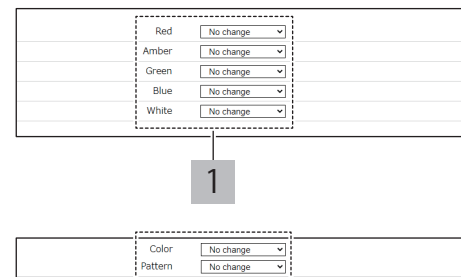 Red No change
Amber No change
Green No change
Blue No change
White No change
1
Color No change
Pattern No change